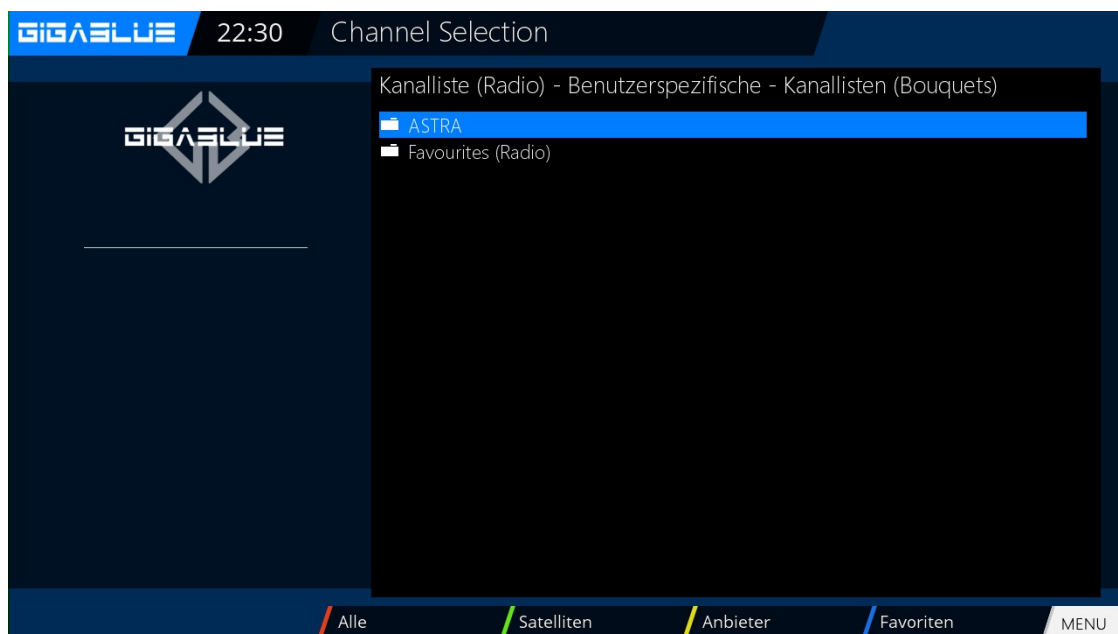 GIGABLUE 22:30 Channel Selection
Kanalliste (Radio) - Benutzerspezifische - Kanallisten (Bouquets)
GIGABLUE
ASTRA
Favourites (Radio)
Alle Satelliten Anbieter Favoriten MENU